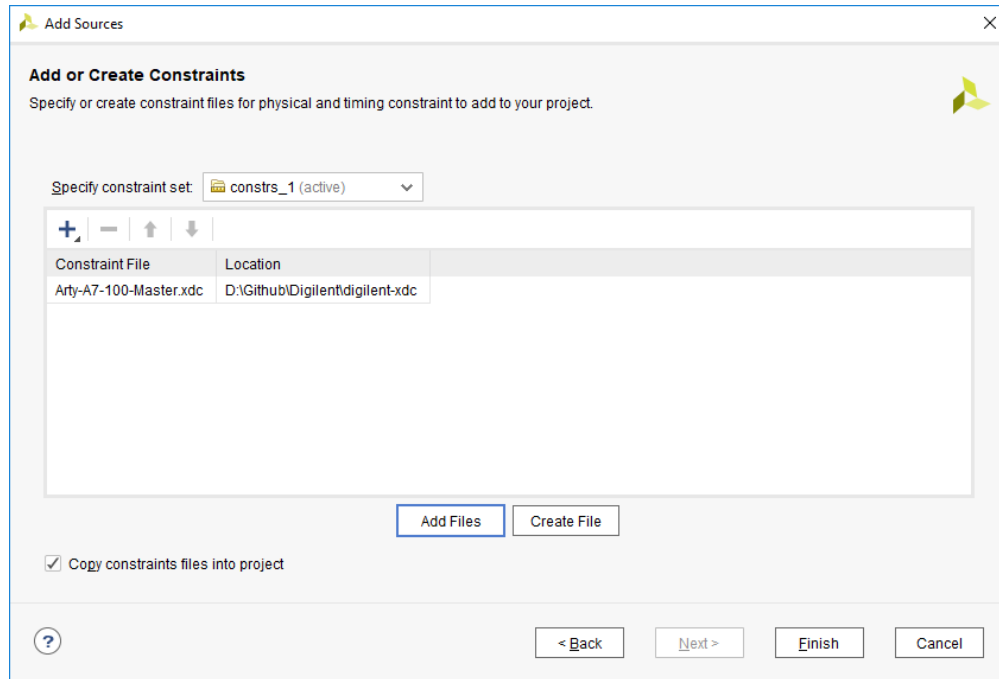 Add Sources
Add or Create Constraints
Specify or create constraint files for physical and timing constraint to add to your project.
Specify constraint set: constrs_1 (active)
Constraint File Location
Arty-A7-100-Master.xdc D:\Github\Digilent\digilent-xdc
Add Files Create File
Copy constraints files into project
? < Back Next > Finish Cancel